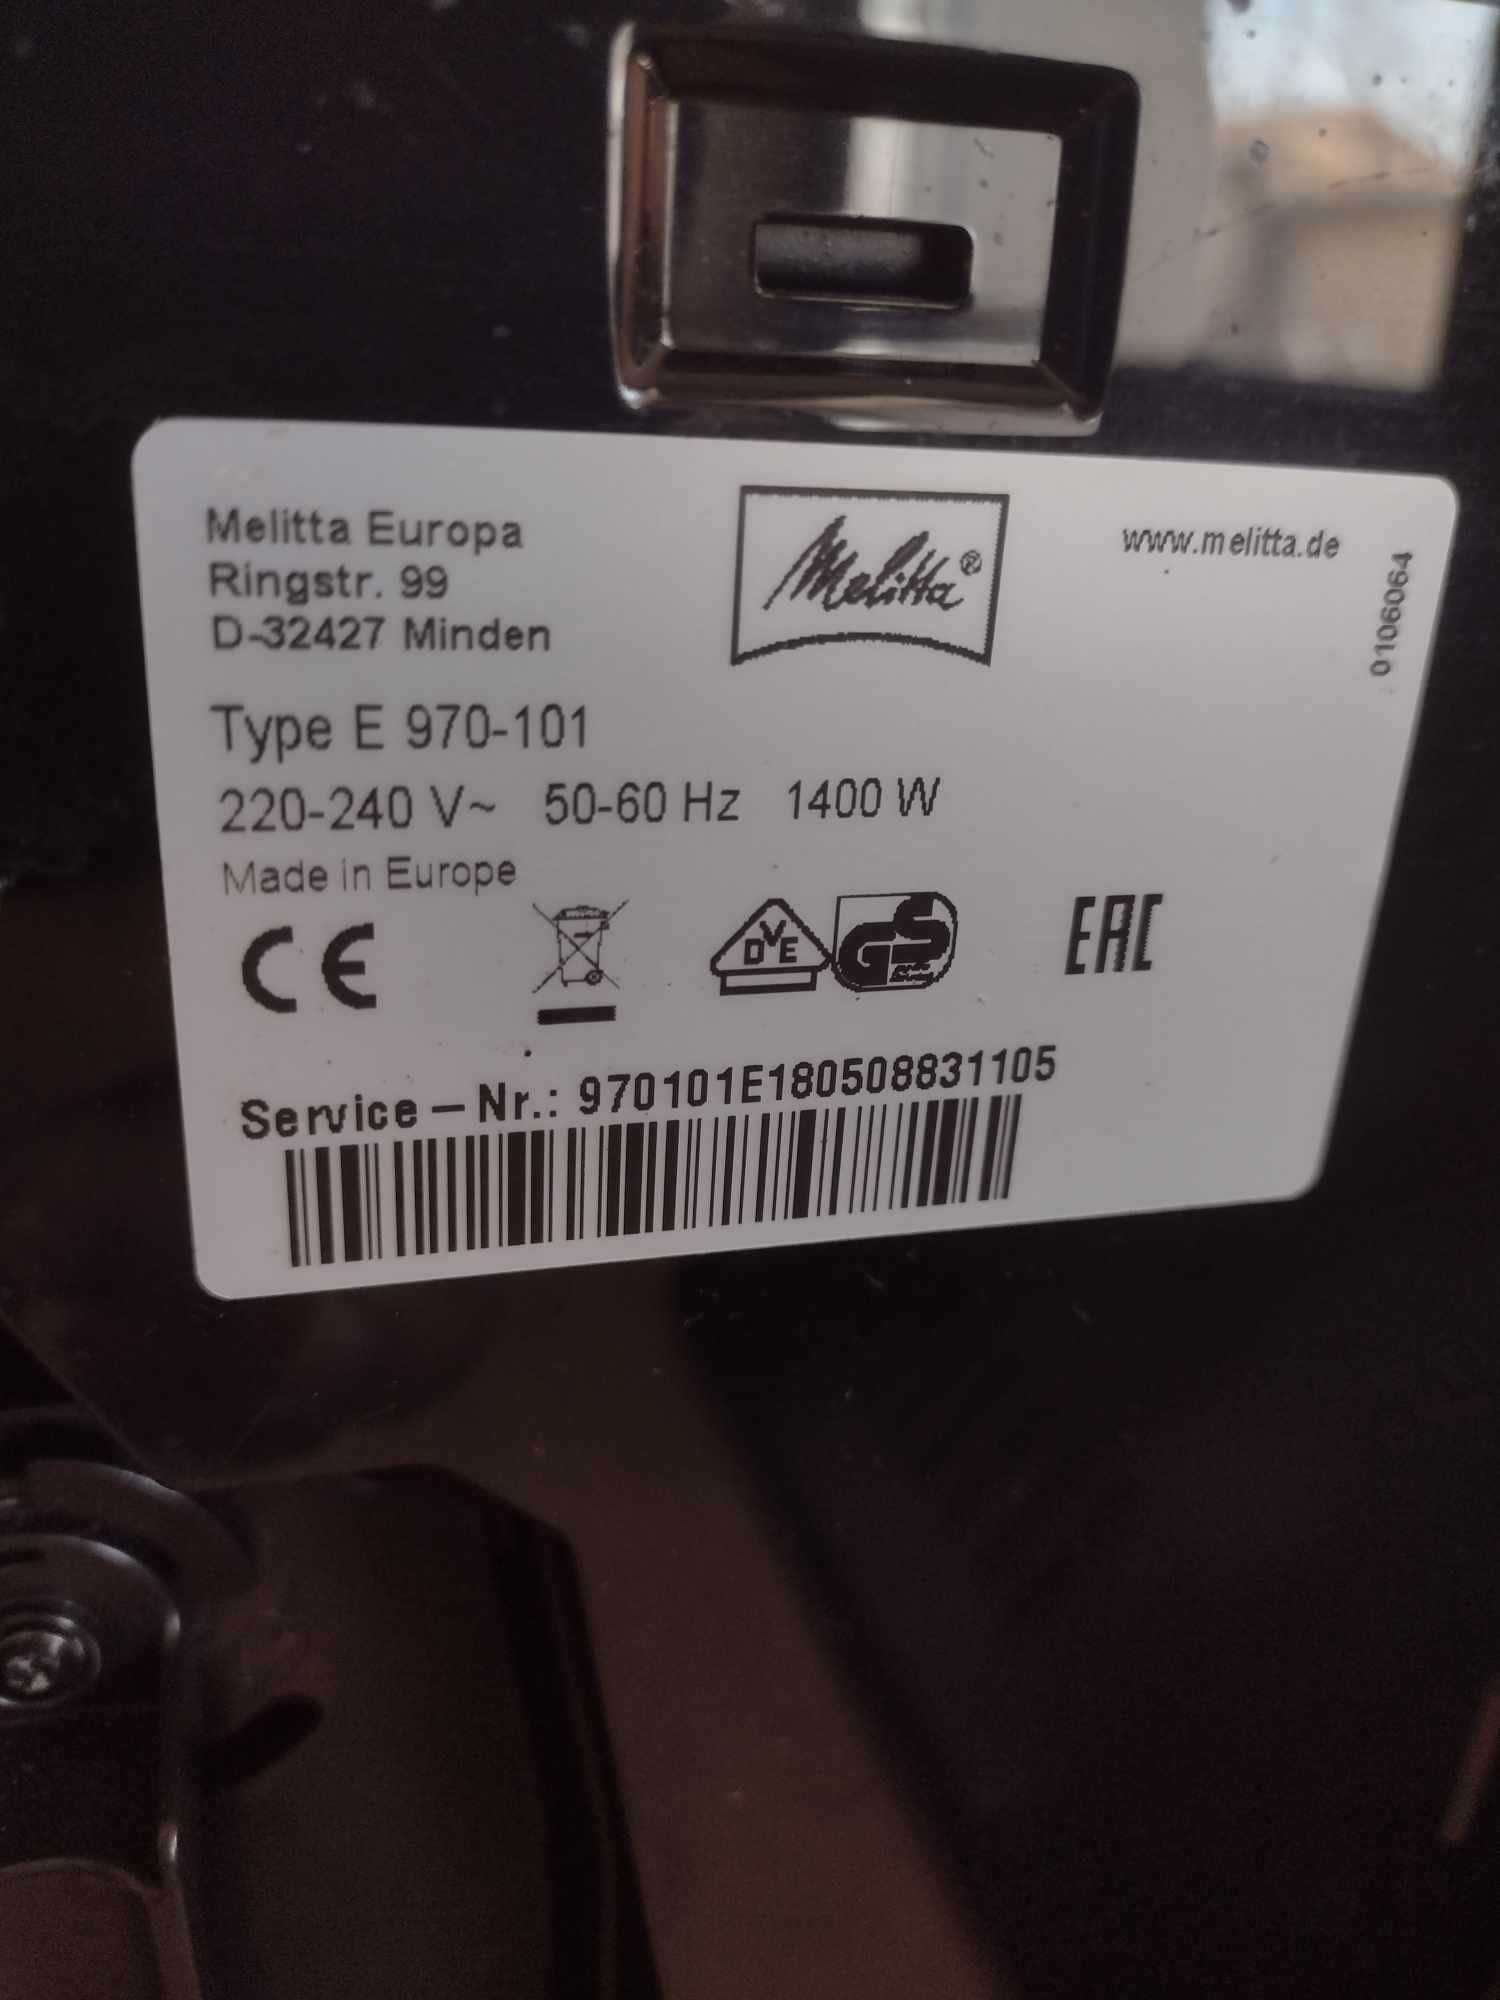 Melitta Europa
Ringstr. 99
D-32427 Minden
Melitta®
www.melitta.de
0106064
Type E 970-101
220-240 V~ 50-60 Hz 1400 W
Made in Europe
CE
DVE
GS
EAC
Service-Nr.: 970101E180508831105